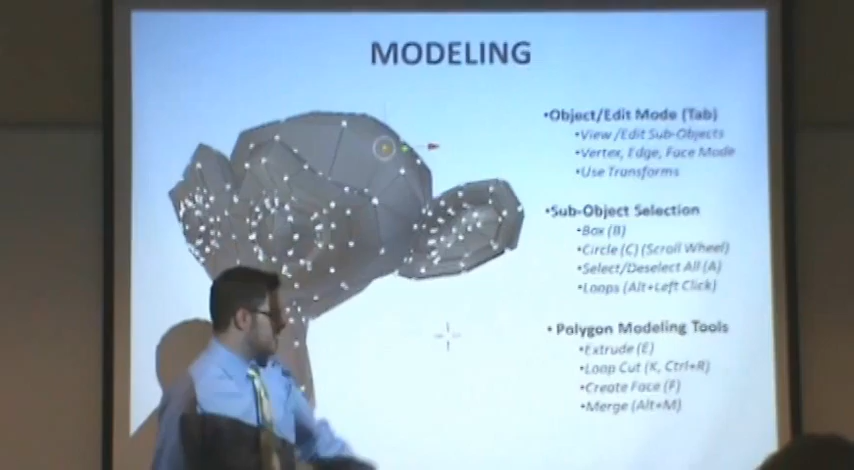 MODELING
•Object/Edit Mode (Tab)
•View/Edit Sub-Objects
•Vertex, Edge, Face Mode
•Use Transforms
•Sub-Object Selection
•Box (B)
•Circle (C) (Scroll Wheel)
•Select/Deselect All (A)
•Loops (Alt+Left Click)
• Polygon Modeling Tools
•Extrude (E)
•Loop Cut (K, Ctrl+R)
•Create Face (F)
•Merge (Alt+M)